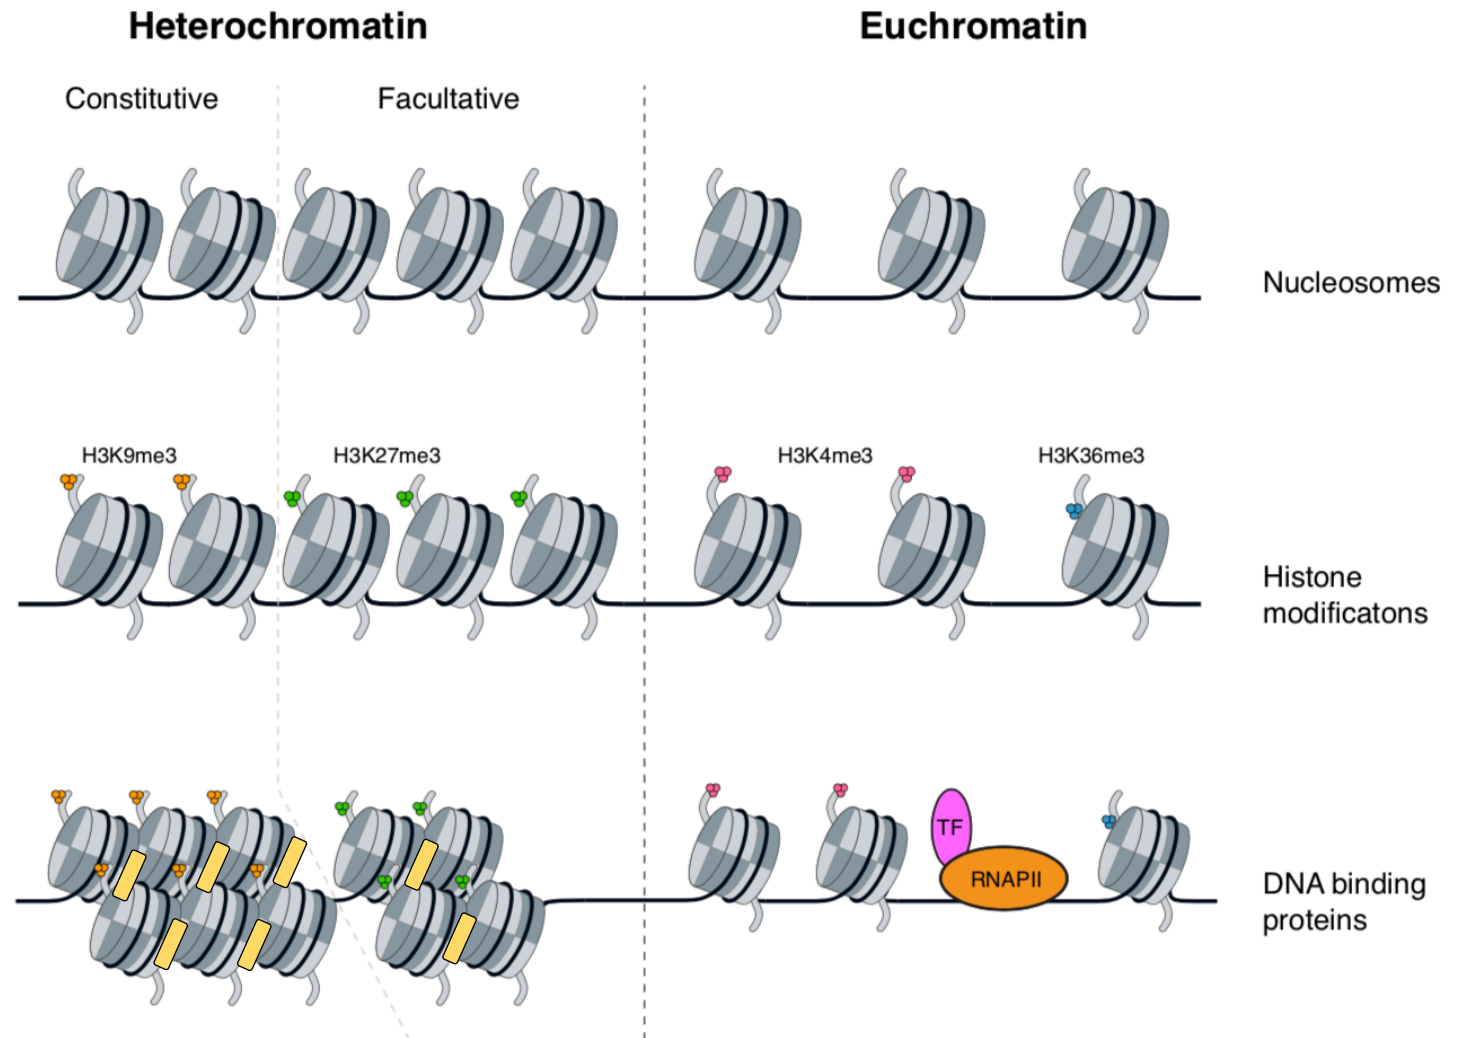 Heterochromatin
Euchromatin
Constitutive
Facultative
Nucleosomes
H3K9me3
H3K27me3
H3K4me3
H3K36me3
Histone
modificatons
TF
RNAPII
DNA binding
proteins